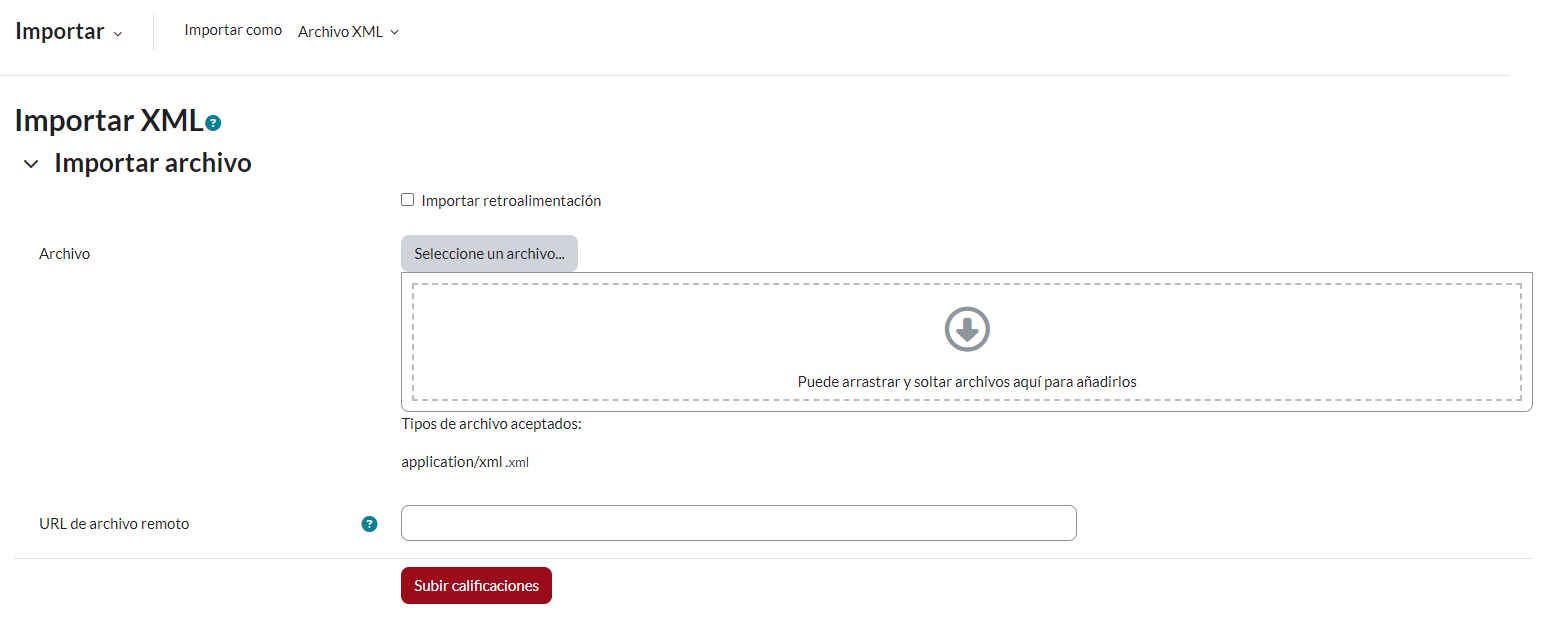 Importar
Importar como
Archivo XML
Importar XML
?
Importar archivo
Importar retroalimentación
Archivo
Seleccione un archivo...
Puede arrastrar y soltar archivos aquí para añadirlos
Tipos de archivo aceptados:
application/xml .xml
URL de archivo remoto
?
Subir calificaciones